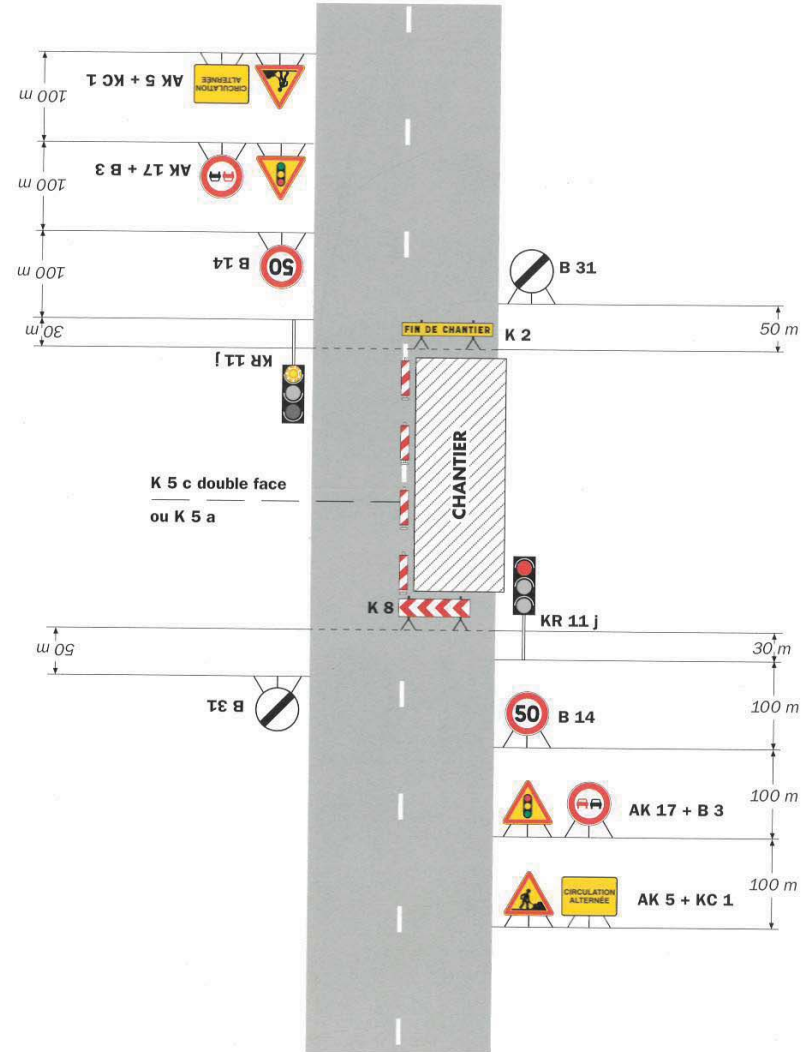 AK 5 + KC 1
CIRCULATION
ALTERNÉE
100 m
AK 17 + B 3
100 m
B 14
50
100 m
B 31
30 m
KR 11 j
FIN DE CHANTIER
K 2
50 m
CHANTIER
K 5 c double face
ou K 5 a
K 8
KR 11 j
50 m
30 m
B 31
50
B 14
100 m
AK 17 + B 3
100 m
CIRCULATION
ALTERNÉE
AK 5 + KC 1
100 m